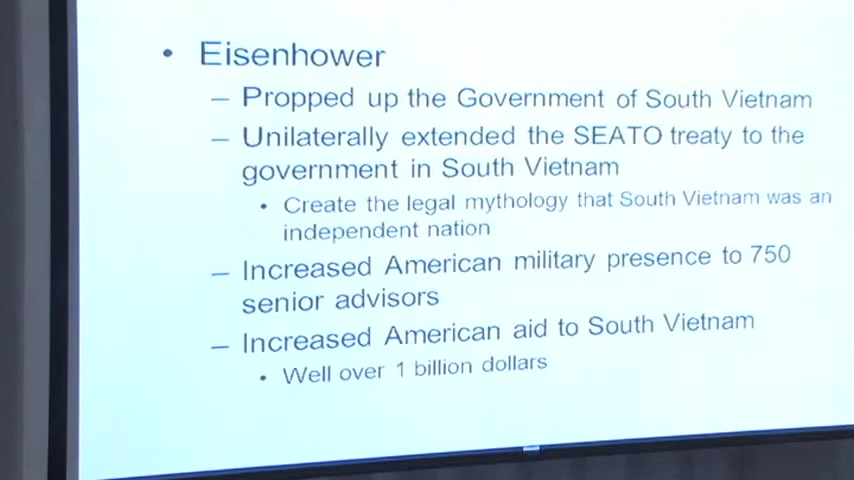 • Eisenhower
– Propped up the Government of South Vietnam
– Unilaterally extended the SEATO treaty to the
government in South Vietnam
• Create the legal mythology that South Vietnam was an
independent nation
– Increased American military presence to 750
senior advisors
– Increased American aid to South Vietnam
• Well over 1 billion dollars